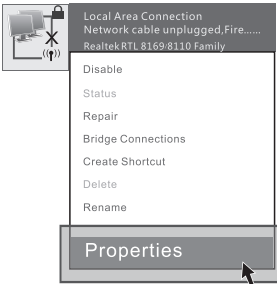 Local Area Connection
Network cable unplugged,Fire......
Realtek RTL 8169/8110 Family
Disable
Status
Repair
Bridge Connections
Create Shortcut
Delete
Rename
Properties